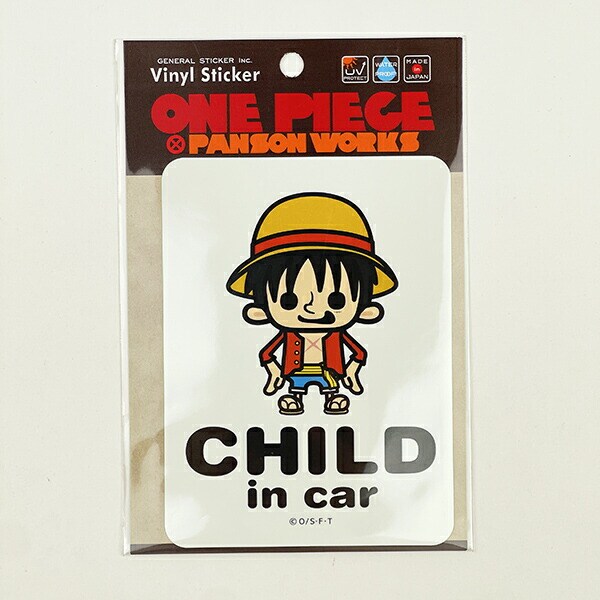 GENERAL STICKER INC.
Vinyl Sticker
UV
PROTECT
WATER
PROOF
MADE
in
JAPAN
ONE PIECE
PANSON WORKS
CHILD
in car
©O/S·F·T